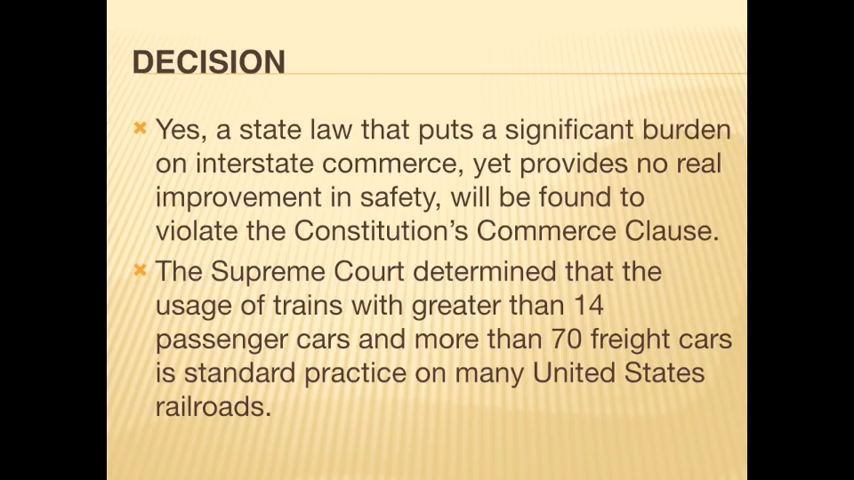 DECISION
Yes, a state law that puts a significant burden
on interstate commerce, yet provides no real
improvement in safety, will be found to
violate the Constitution’s Commerce Clause.
The Supreme Court determined that the
usage of trains with greater than 14
passenger cars and more than 70 freight cars
is standard practice on many United States
railroads.